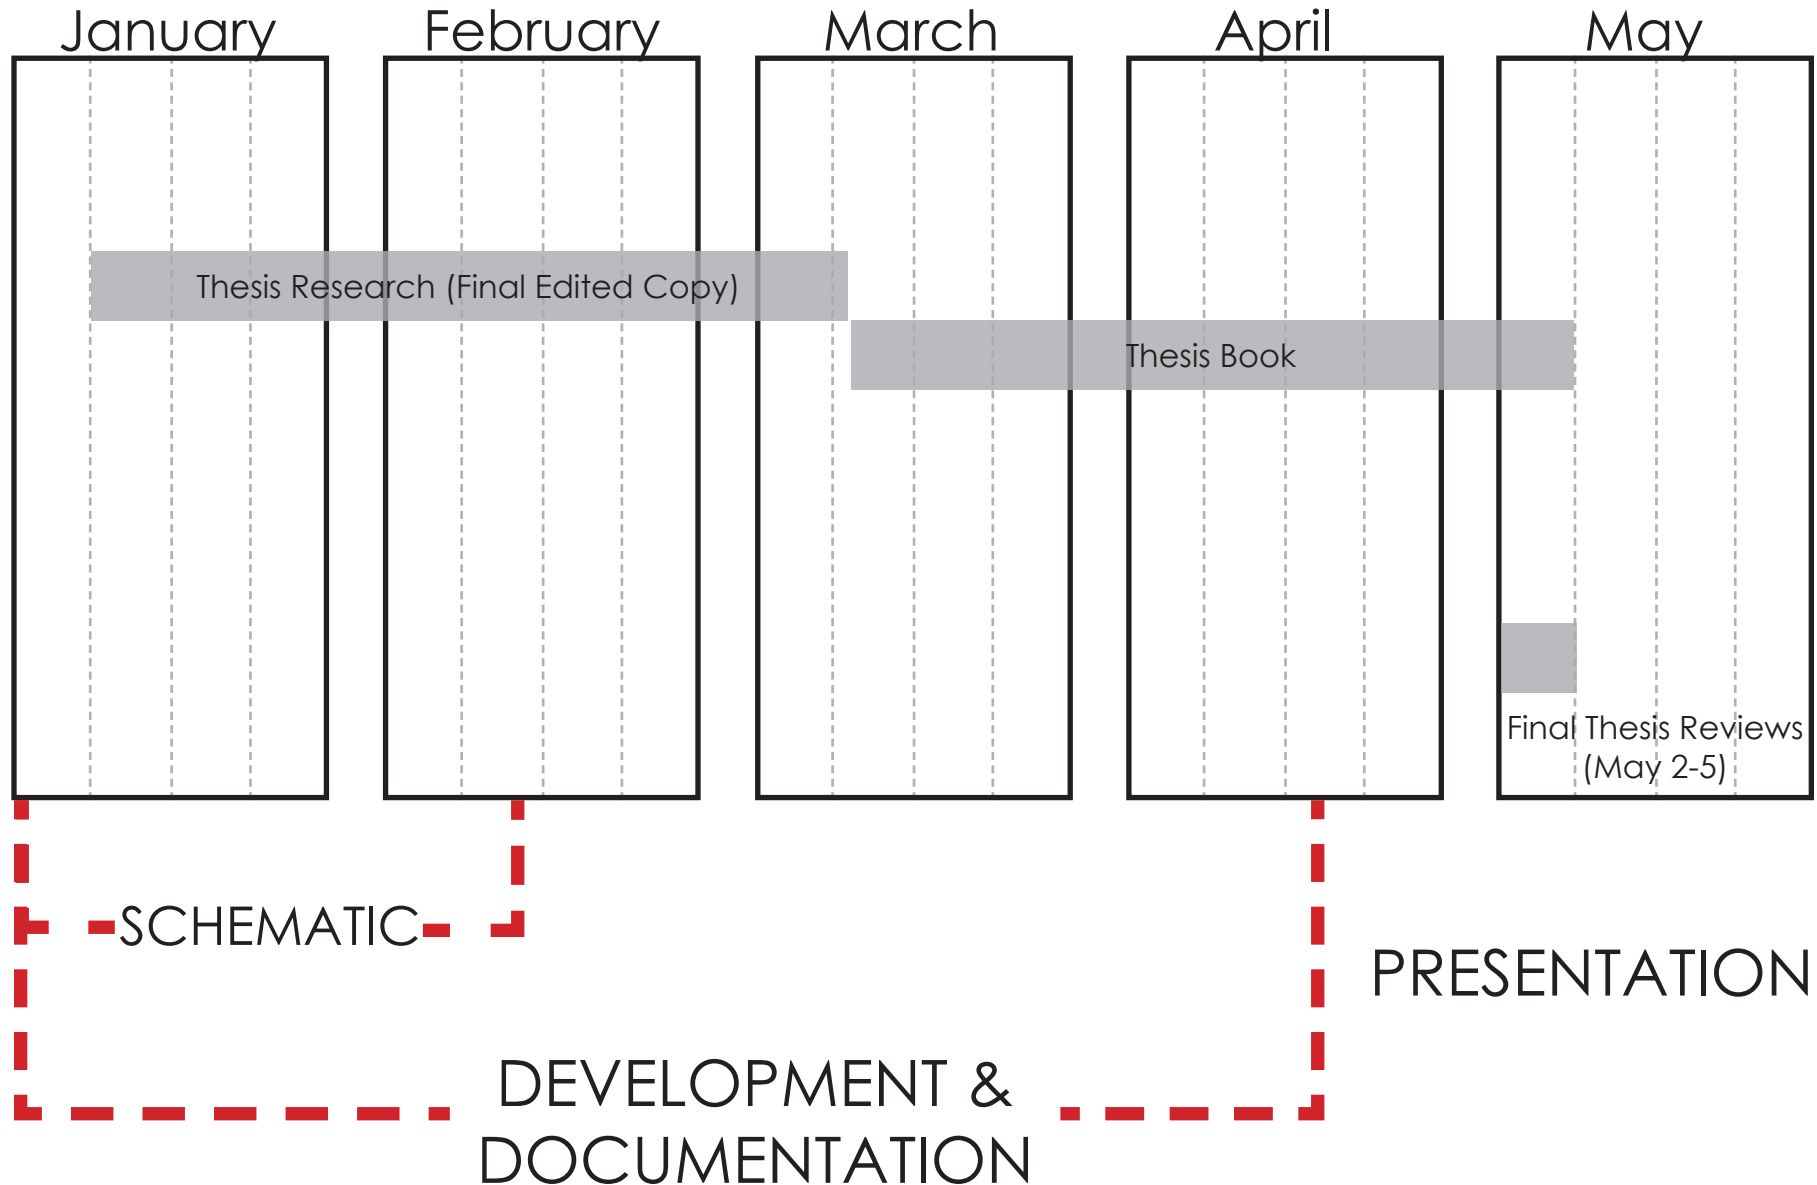 January
February
March
April
May
Thesis Research (Final Edited Copy)
Thesis Book
Final Thesis Reviews
(May 2-5)
SCHEMATIC
PRESENTATION
DEVELOPMENT &
DOCUMENTATION